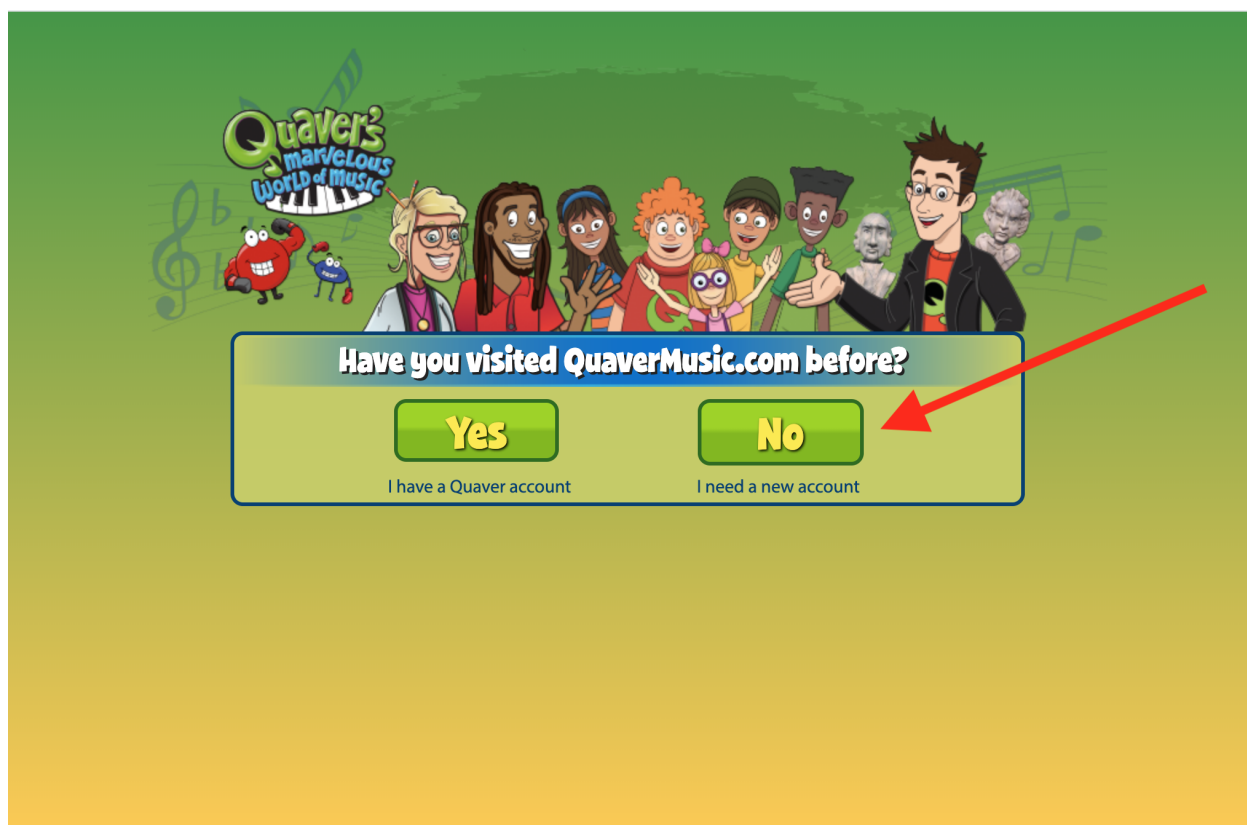 Quaver's
marvelous
World of Music
Have you visited QuaverMusic.com before?
Yes
No
I have a Quaver account
I need a new account